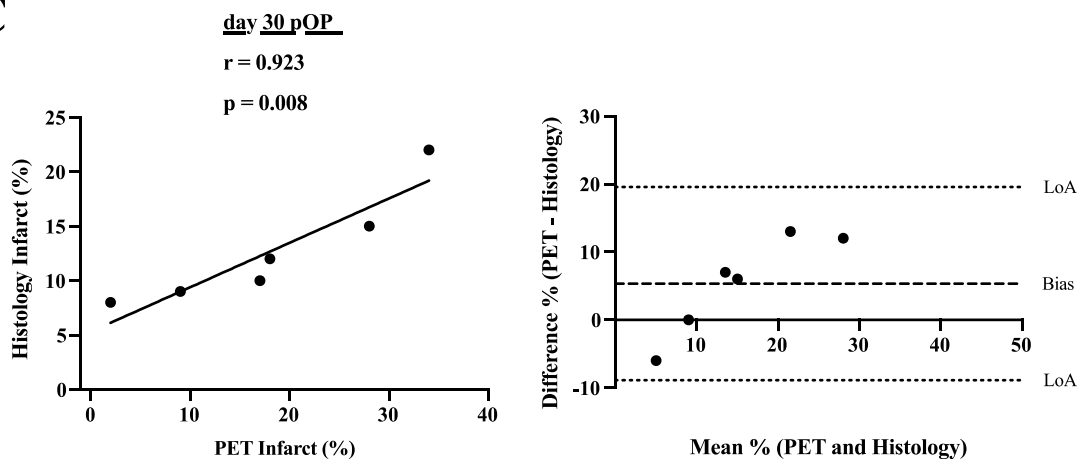 C
day 30 pOP
r = 0.923
p = 0.008
Histology Infarct (%)
25
20
15
10
5
0
0 10 20 30 40
PET Infarct (%)
Difference % (PET - Histology)
30
20
10
0
-10
10 20 30 40 50
LoA
Bias
LoA
Mean % (PET and Histology)